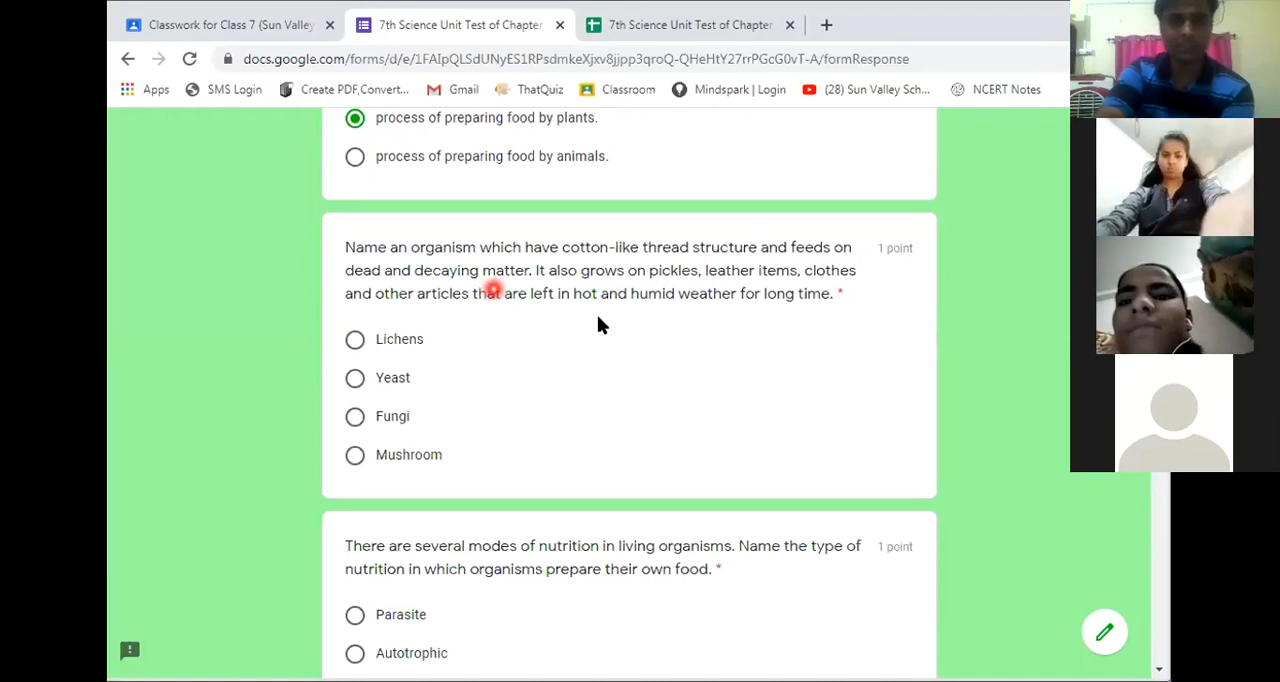 Classwork for Class 7 (Sun Valley
7th Science Unit Test of Chapter
7th Science Unit Test of Chapter
docs.google.com/forms/d/e/1FAIpQLSdUNyES1RPsdmkeXjxv8jjpp3qroQ-QHeHtY27rrPGcG0vT-A/formResponse
Apps
SMS Login
Create PDF,Convert...
Gmail
ThatQuiz
Classroom
Mindspark | Login
(28) Sun Valley Sch...
NCERT Notes
process of preparing food by plants.
process of preparing food by animals.
Name an organism which have cotton-like thread structure and feeds on
1 point
dead and decaying matter. It also grows on pickles, leather items, clothes
and other articles that are left in hot and humid weather for long time. *
Lichens
Yeast
Fungi
Mushroom
There are several modes of nutrition in living organisms. Name the type of
1 point
nutrition in which organisms prepare their own food. *
Parasite
Autotrophic